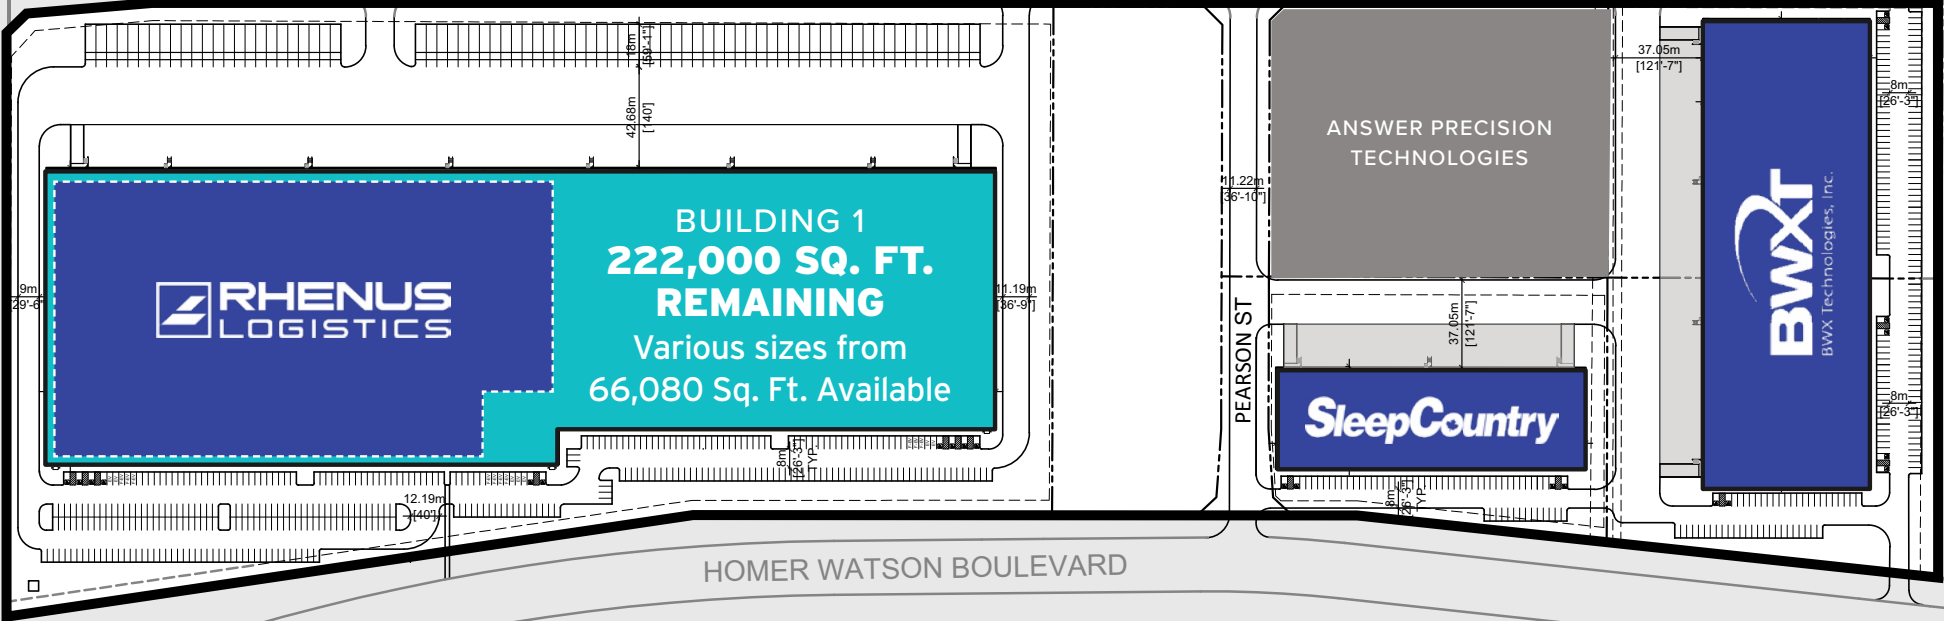 18m
[59'-1"]
42.68m
[140']
RHENUS
LOGISTICS
BUILDING 1
222,000 SQ. FT.
REMAINING
Various sizes from
66,080 Sq. Ft. Available
9m
[29'-6"
11.19m
[36'-9"]
12.19m
[40']
8m
[26'-3"]
TYP.
HOMER WATSON BOULEVARD
PEARSON ST
11.22m
[36'-10"]
ANSWER PRECISION
TECHNOLOGIES
37.05m
[121'-7"]
SleepCountry
8m
[26'-3"]
TYP.
37.05m
[121'-7"]
BWXT
BWX Technologies, Inc.
8m
[26'-3"
8m
[26'-3"